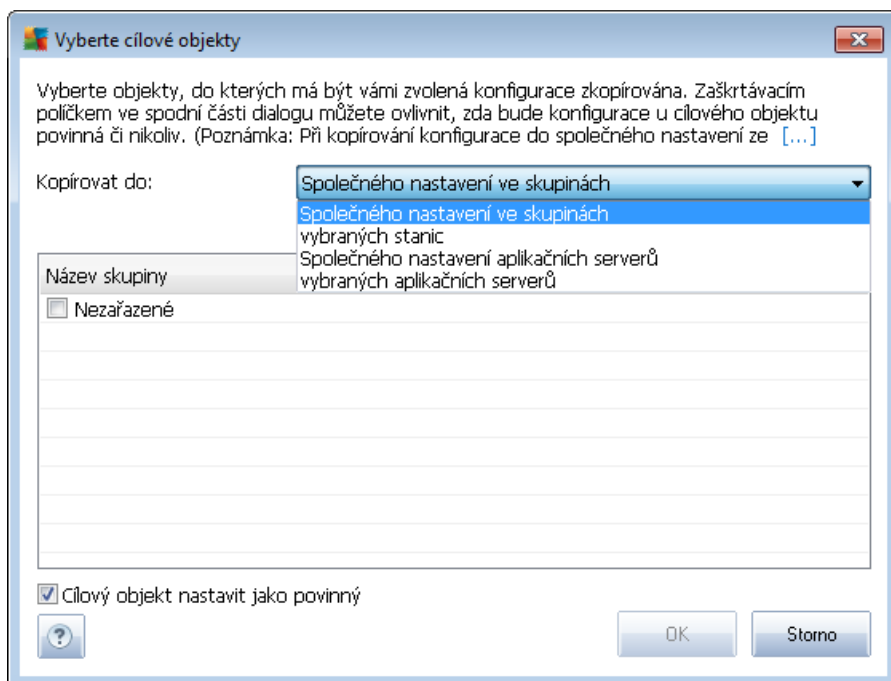 Vyberte cílové objekty
Vyberte objekty, do kterých má být vámi zvolená konfigurace zkopírována. Zaškrtávacím
políčkem ve spodní části dialogu můžete ovlivnit, zda bude konfigurace u cílového objektu
povinná či nikoliv. (Poznámka: Při kopírování konfigurace do společného nastavení ze [...]
Kopírovat do:
Společného nastavení ve skupinách
Společného nastavení ve skupinách
vybraných stanic
Společného nastavení aplikačních serverů
vybraných aplikačních serverů
Název skupiny
Nezařazené
Cílový objekt nastavit jako povinný
?
OK
Storno